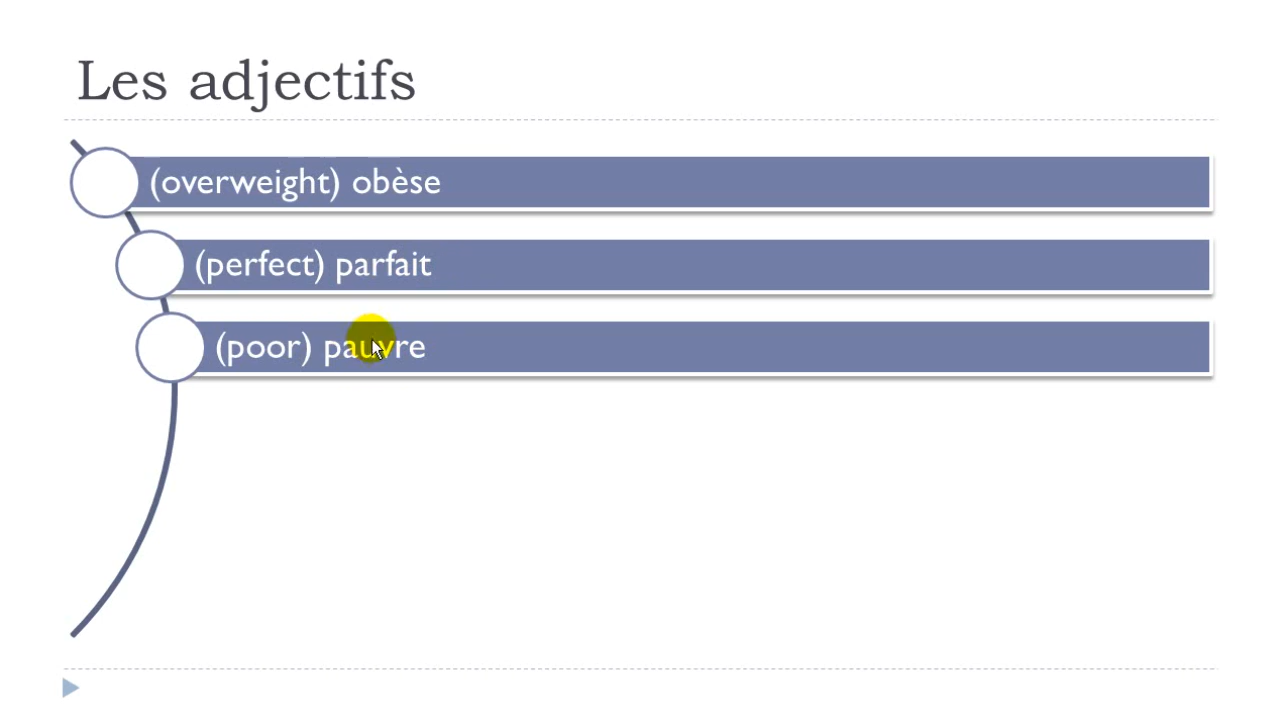 Les adjectifs
(overweight) obèse
(perfect) parfait
(poor) pauvre